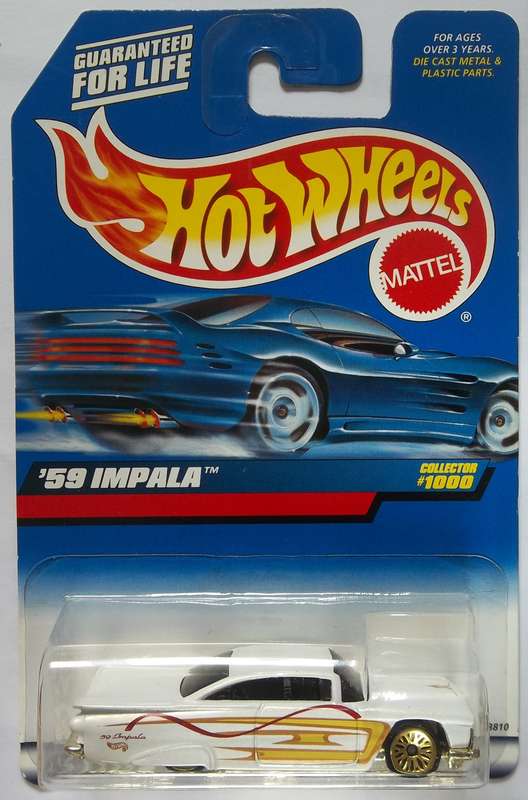 GUARANTEED
FOR LIFE
FOR AGES
OVER 3 YEARS.
DIE CAST METAL &
PLASTIC PARTS.
HOT WHEELS
MATTEL
®
'59 IMPALA™
COLLECTOR
#1000
'59 Impala